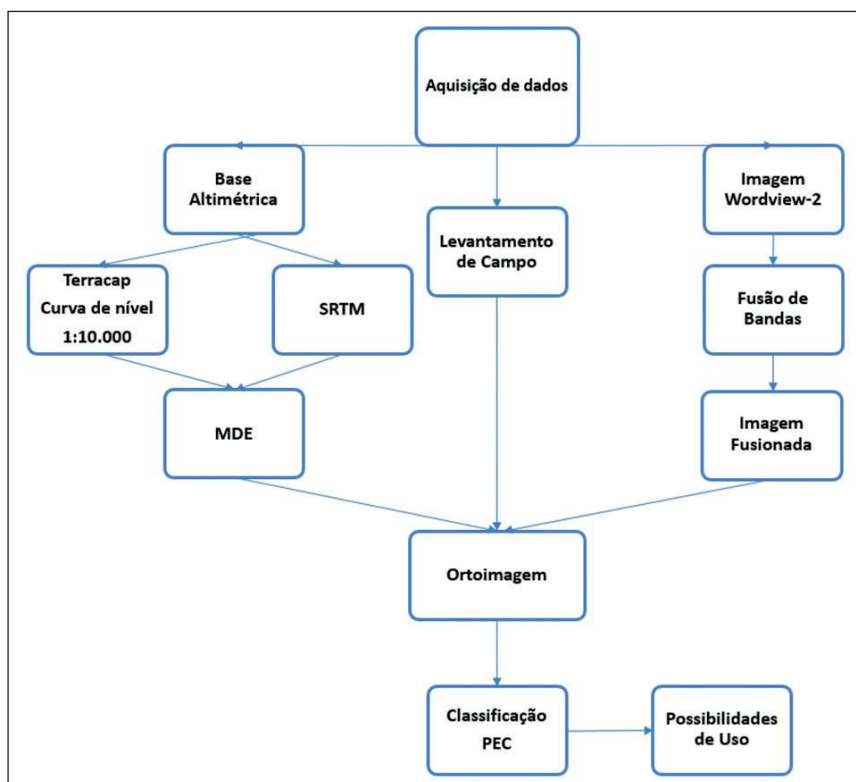 Aquisição de dados
Base
Altimétrica
Imagem
Wordview-2
Levantamento
de Campo
Terracap
Curva de nível
1:10.000
SRTM
Fusão de
Bandas
MDE
Imagem
Fusionada
Ortoimagem
Classificação
PEC
Possibilidades
de Uso